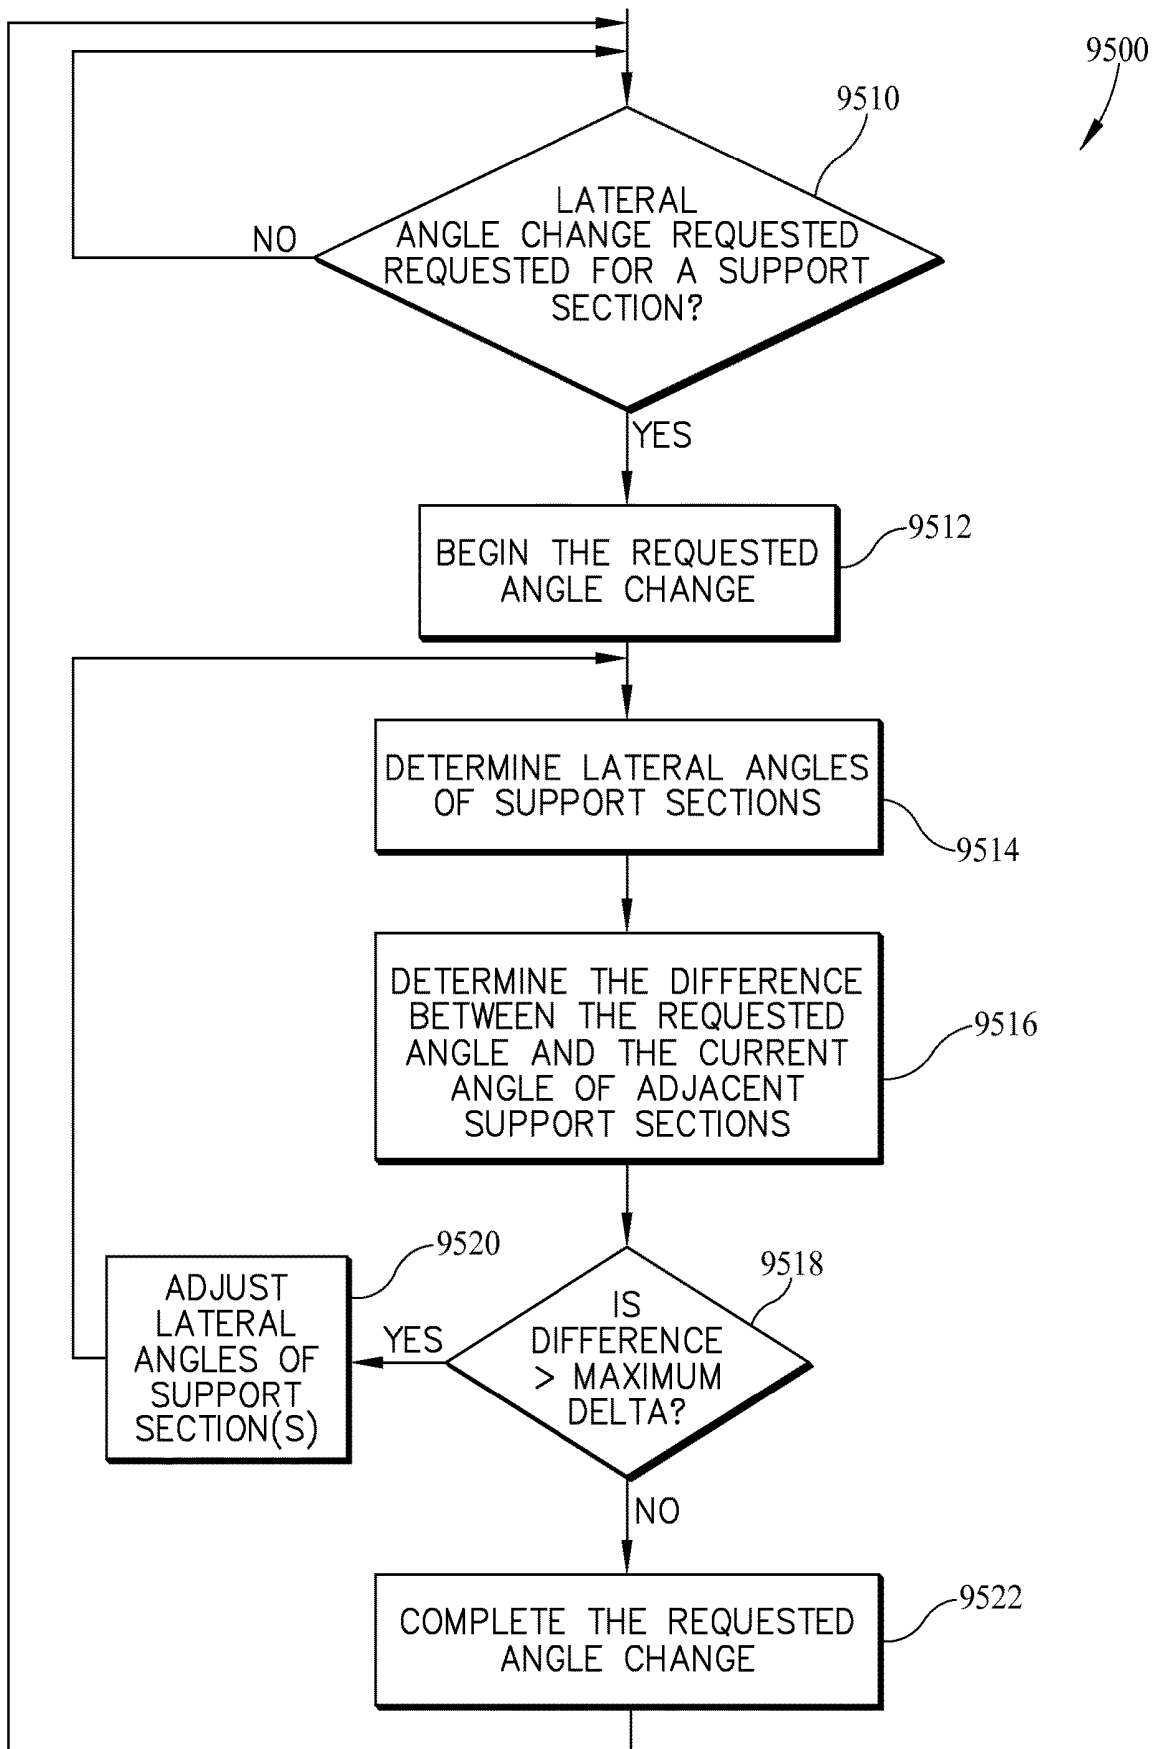 9500
9510
LATERAL
ANGLE CHANGE REQUESTED
REQUESTED FOR A SUPPORT
SECTION?
NO
YES
9512
BEGIN THE REQUESTED
ANGLE CHANGE
DETERMINE LATERAL ANGLES
OF SUPPORT SECTIONS
9514
DETERMINE THE DIFFERENCE
BETWEEN THE REQUESTED
ANGLE AND THE CURRENT
ANGLE OF ADJACENT
SUPPORT SECTIONS
9516
9520
ADJUST
LATERAL
ANGLES OF
SUPPORT
SECTION(S)
YES
9518
IS
DIFFERENCE
> MAXIMUM
DELTA?
NO
9522
COMPLETE THE REQUESTED
ANGLE CHANGE